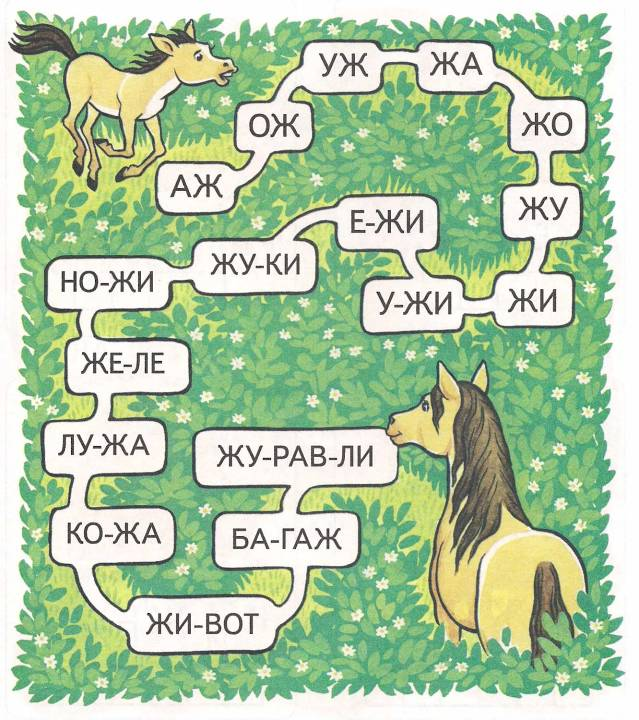 АЖ
ОЖ
УЖ
ЖА
ЖО
ЖУ
ЖИ
У-ЖИ
Е-ЖИ
ЖУ-КИ
НО-ЖИ
ЖЕ-ЛЕ
ЛУ-ЖА
КО-ЖА
ЖИ-ВОТ
БА-ГАЖ
ЖУ-РАВ-ЛИ